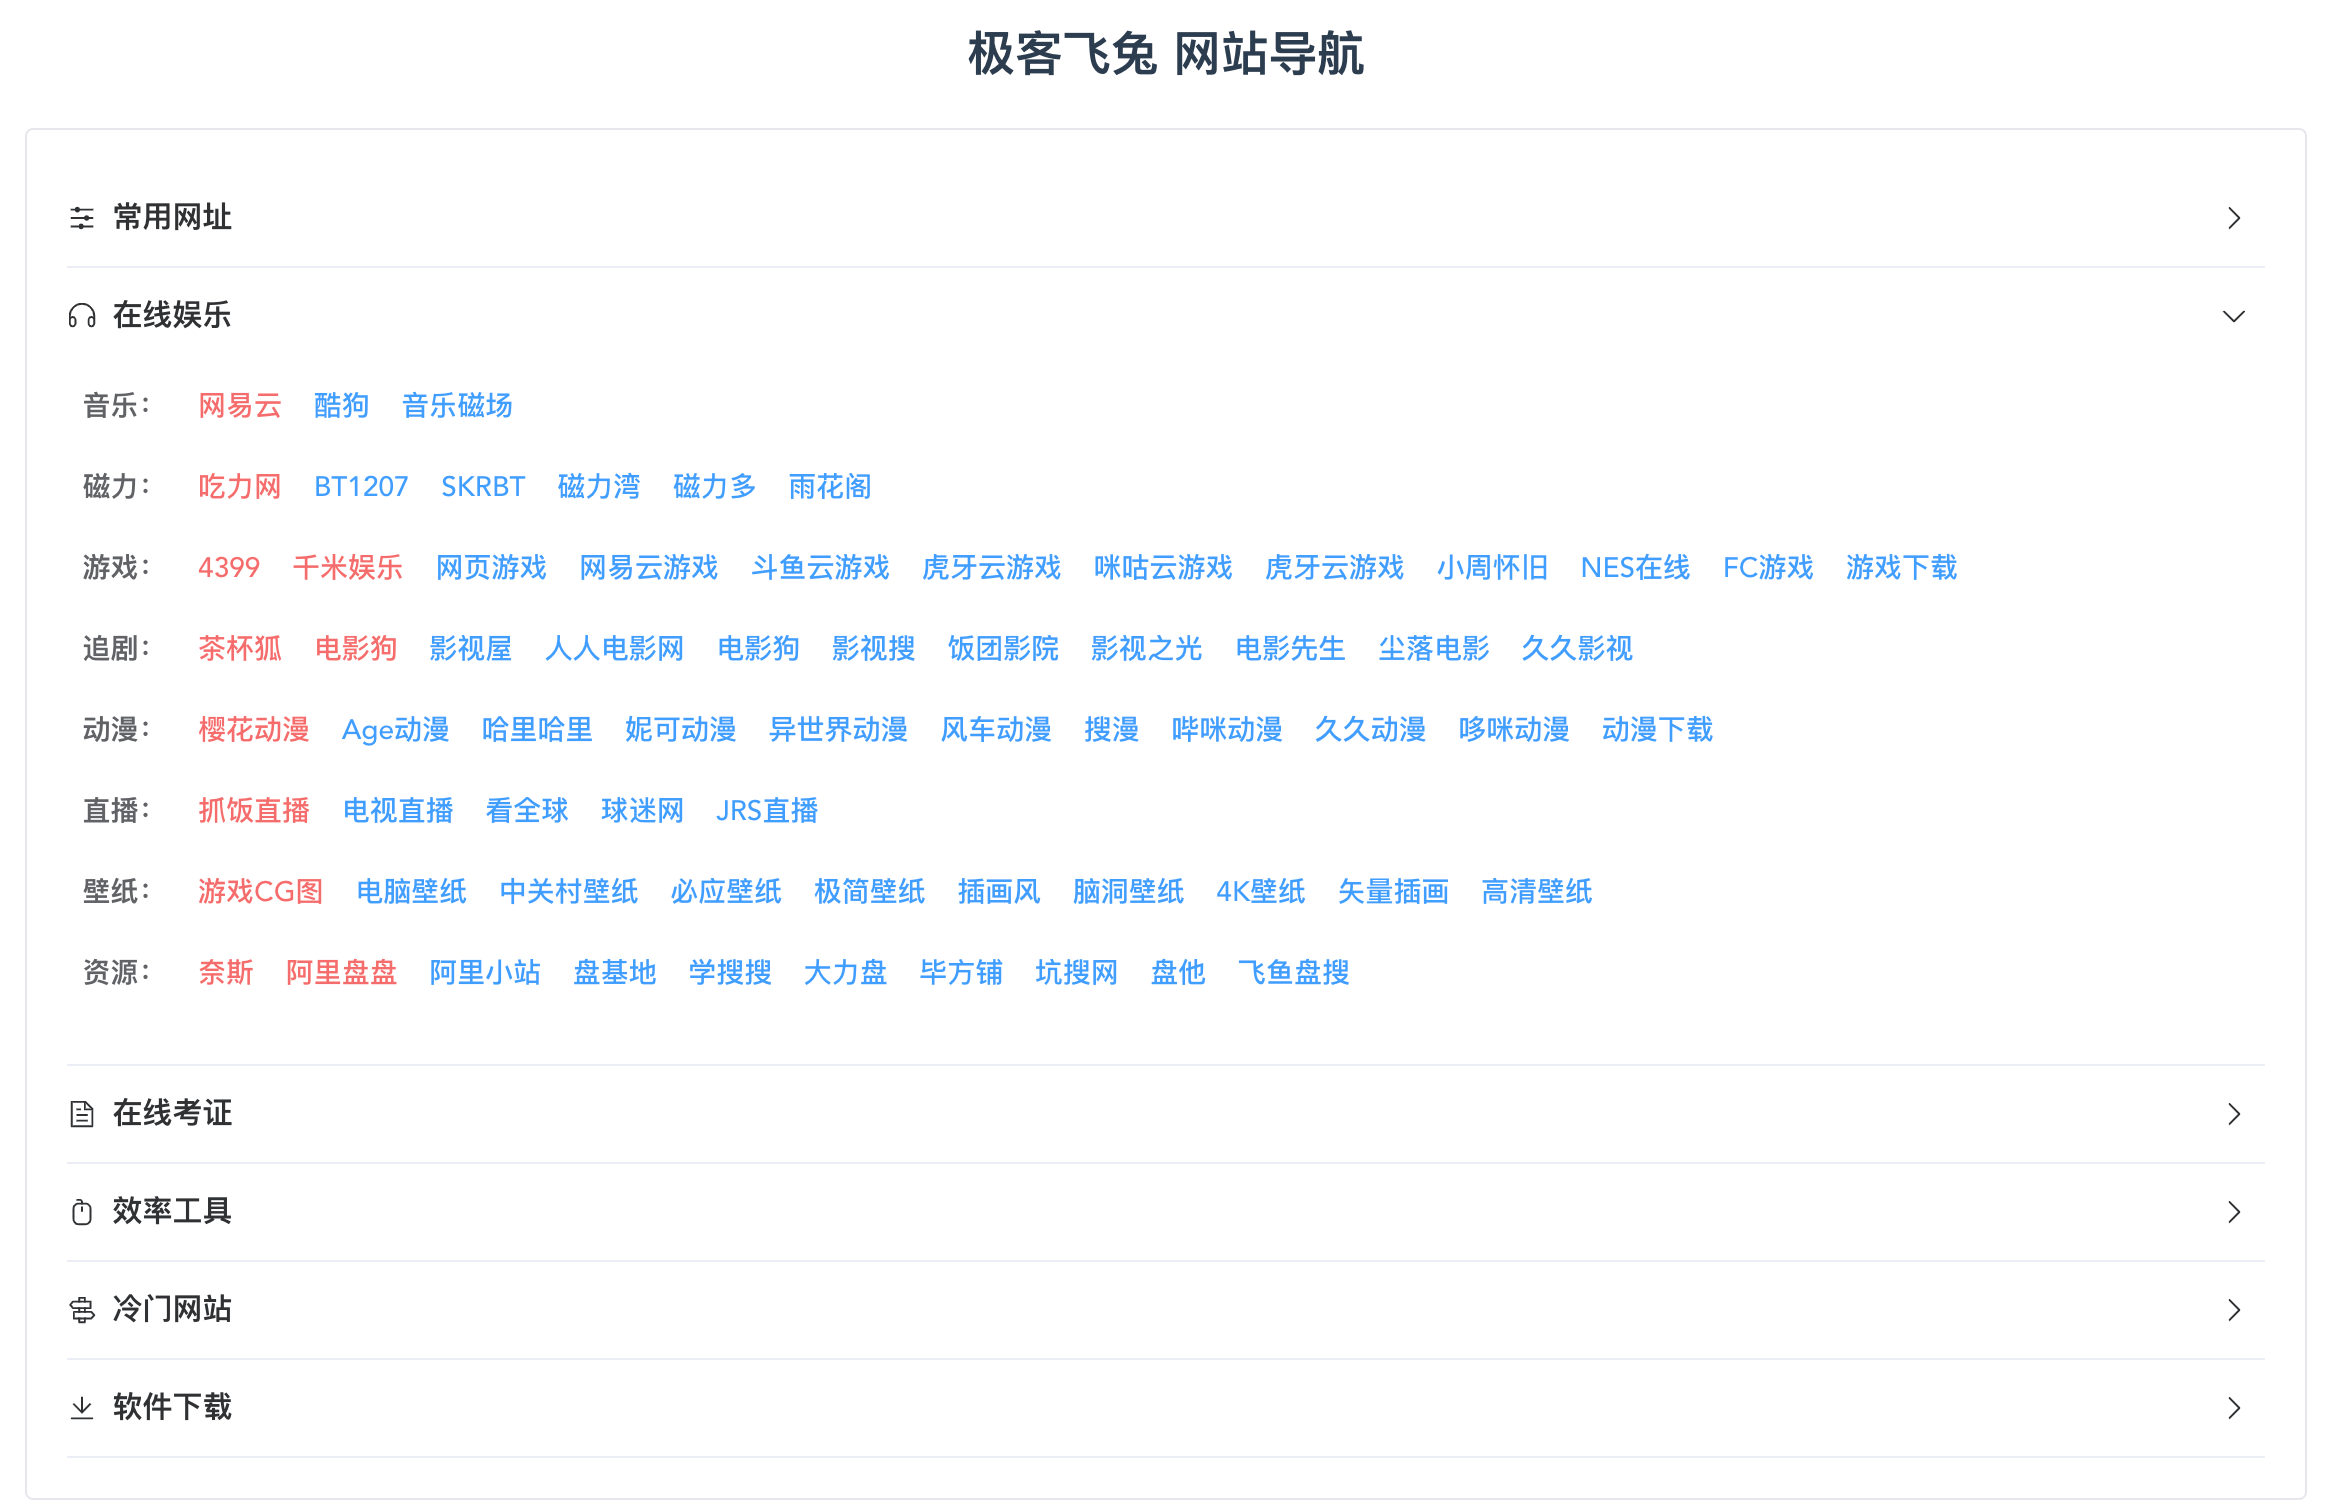 极客飞兔 网站导航
常用网址
在线娱乐
音乐： 网易云 酷狗 音乐磁场
磁力： 吃力网 BT1207 SKRBT 磁力湾 磁力多 雨花阁
游戏： 4399 千米娱乐 网页游戏 网易云游戏 斗鱼云游戏 虎牙云游戏 咪咕云游戏 虎牙云游戏 小周怀旧 NES在线 FC游戏 游戏下载
追剧： 茶杯狐 电影狗 影视屋 人人电影网 电影狗 影视搜 饭团影院 影视之光 电影先生 尘落电影 久久影视
动漫： 樱花动漫 Age动漫 哈里哈里 妮可动漫 异世界动漫 风车动漫 搜漫 哔咪动漫 久久动漫 哆咪动漫 动漫下载
直播： 抓饭直播 电视直播 看全球 球迷网 JRS直播
壁纸： 游戏CG图 电脑壁纸 中关村壁纸 必应壁纸 极简壁纸 插画风 脑洞壁纸 4K壁纸 矢量插画 高清壁纸
资源： 奈斯 阿里盘盘 阿里小站 盘基地 学搜搜 大力盘 毕方铺 坑搜网 盘他 飞鱼盘搜
在线考证
效率工具
冷门网站
软件下载